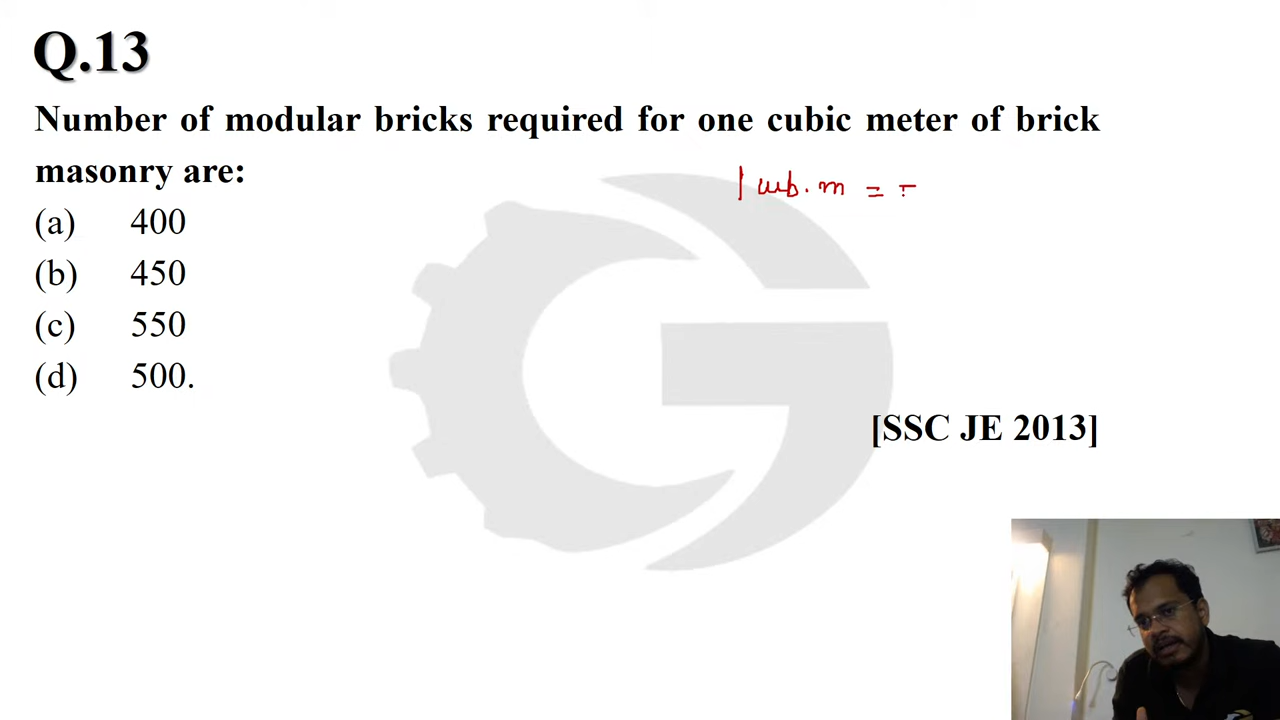 Q.13
Number of modular bricks required for one cubic meter of brick
masonry are:
1 cub. m = 5
(a) 400
(b) 450
(c) 550
(d) 500.
[SSC JE 2013]